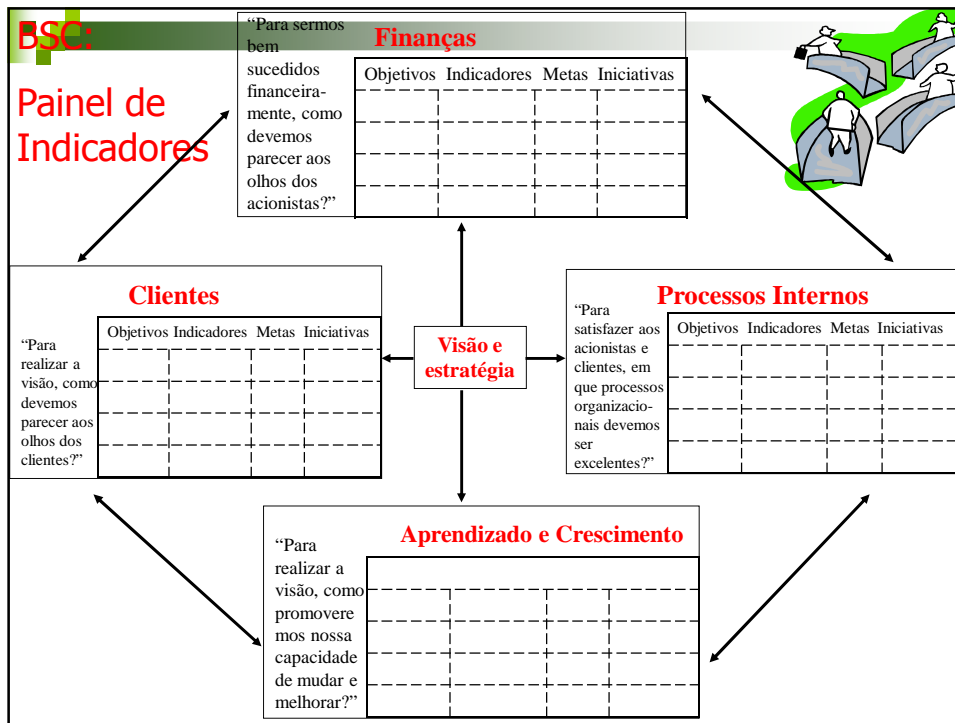 BSC:
Painel de
Indicadores
“Para sermos
bem
sucedidos
financeira-
mente, como
devemos
parecer aos
olhos dos
acionistas?”
Finanças
Objetivos Indicadores Metas Iniciativas
Clientes
“Para
realizar a
visão, como
devemos
parecer aos
olhos dos
clientes?”
Objetivos Indicadores Metas Iniciativas
Visão e
estratégia
Processos Internos
“Para
satisfazer aos
acionistas e
clientes, em
que processos
organizacio-
nais devemos
ser
excelentes?”
Objetivos Indicadores Metas Iniciativas
Aprendizado e Crescimento
“Para
realizar a
visão, como
promovere
mos nossa
capacidade
de mudar e
melhorar?”